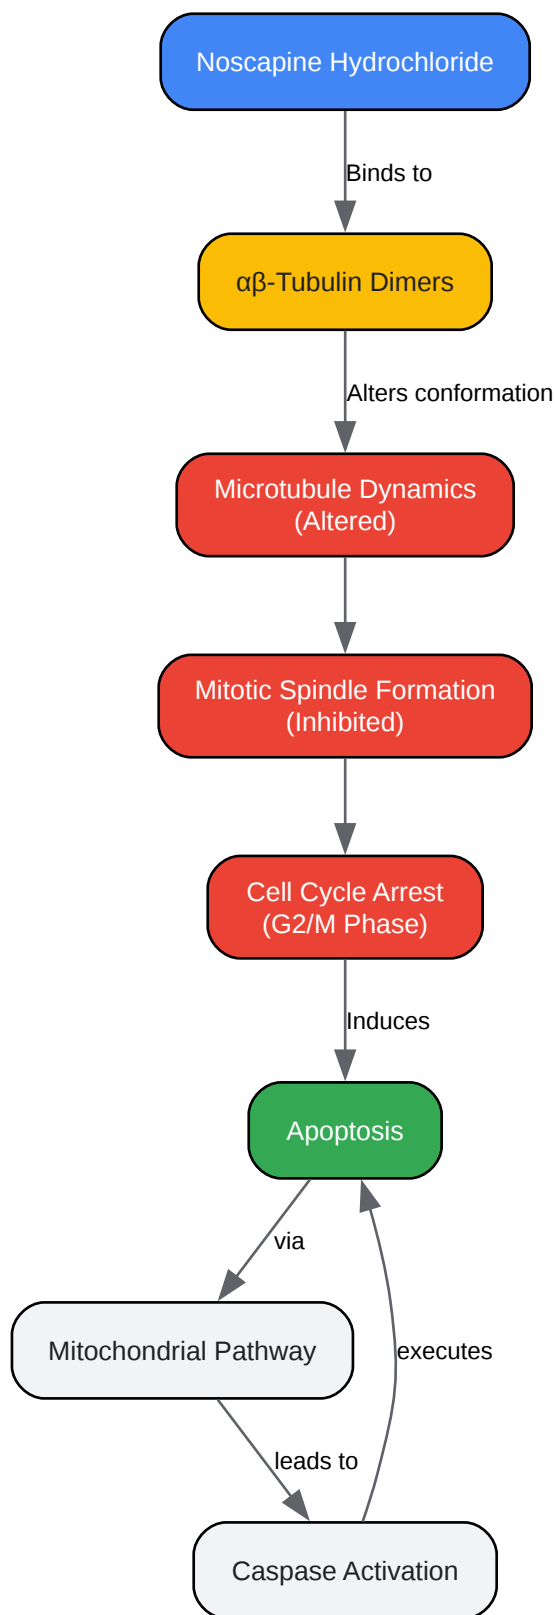 Noscapine Hydrochloride
Binds to
αβ-Tubulin Dimers
Alters conformation
Microtubule Dynamics
(Altered)
Mitotic Spindle Formation
(Inhibited)
Cell Cycle Arrest
(G2/M Phase)
Induces
Apoptosis
via
Mitochondrial Pathway
executes
leads to
Caspase Activation